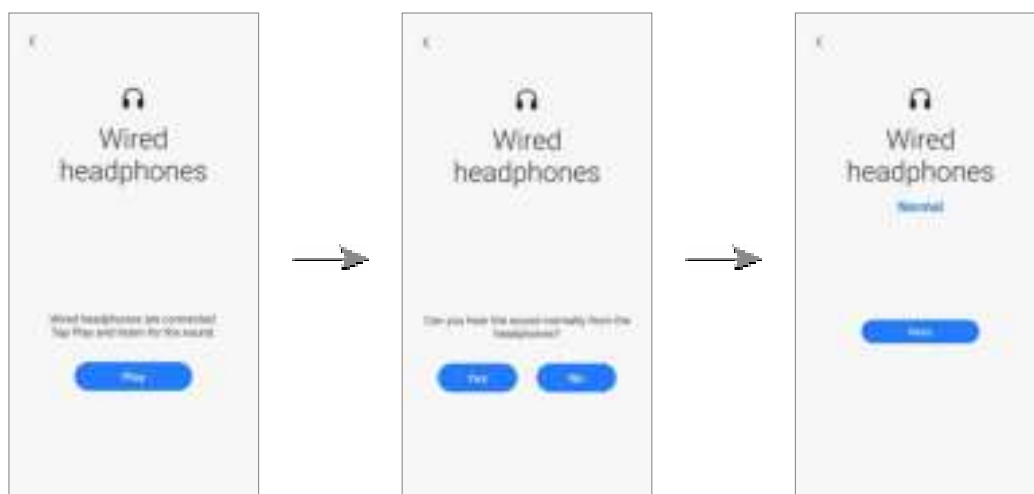 Wired
headphones
Wired headphones are connected.
Tap Play and listen for the sound.
Play
Wired
headphones
Can you hear the sound normally from the
headphones?
Yes
No
Wired
headphones
Normal